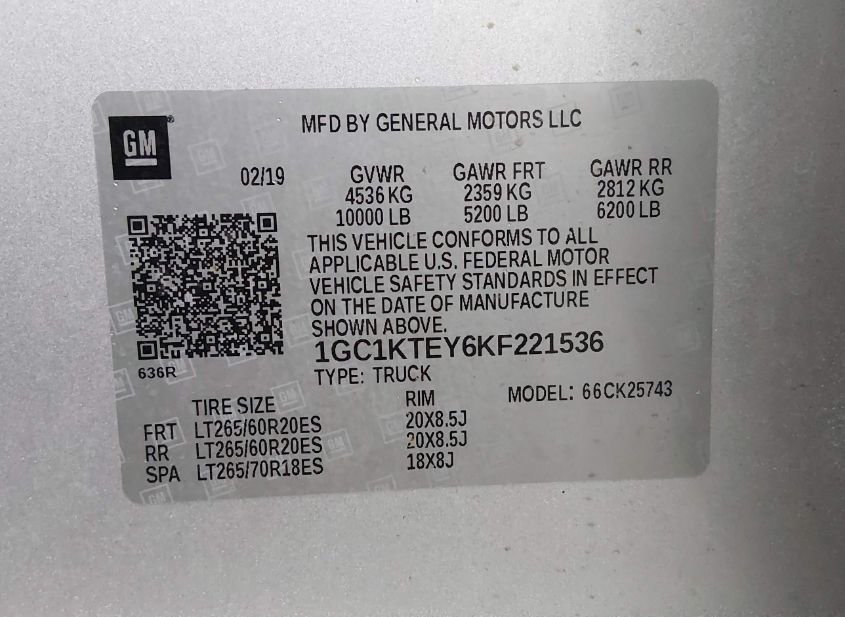 GM
MFD BY GENERAL MOTORS LLC
02/19 GVWR GAWR FRT GAWR RR
4536 KG 2359 KG 2812 KG
10000 LB 5200 LB 6200 LB
THIS VEHICLE CONFORMS TO ALL
APPLICABLE U.S. FEDERAL MOTOR
VEHICLE SAFETY STANDARDS IN EFFECT
ON THE DATE OF MANUFACTURE
SHOWN ABOVE.
1GC1KTEY6KF221536
636R
TYPE: TRUCK
MODEL: 66CK25743
TIRE SIZE RIM
FRT LT265/60R20ES 20X8.5J
RR LT265/60R20ES 20X8.5J
SPA LT265/70R18ES 18X8J